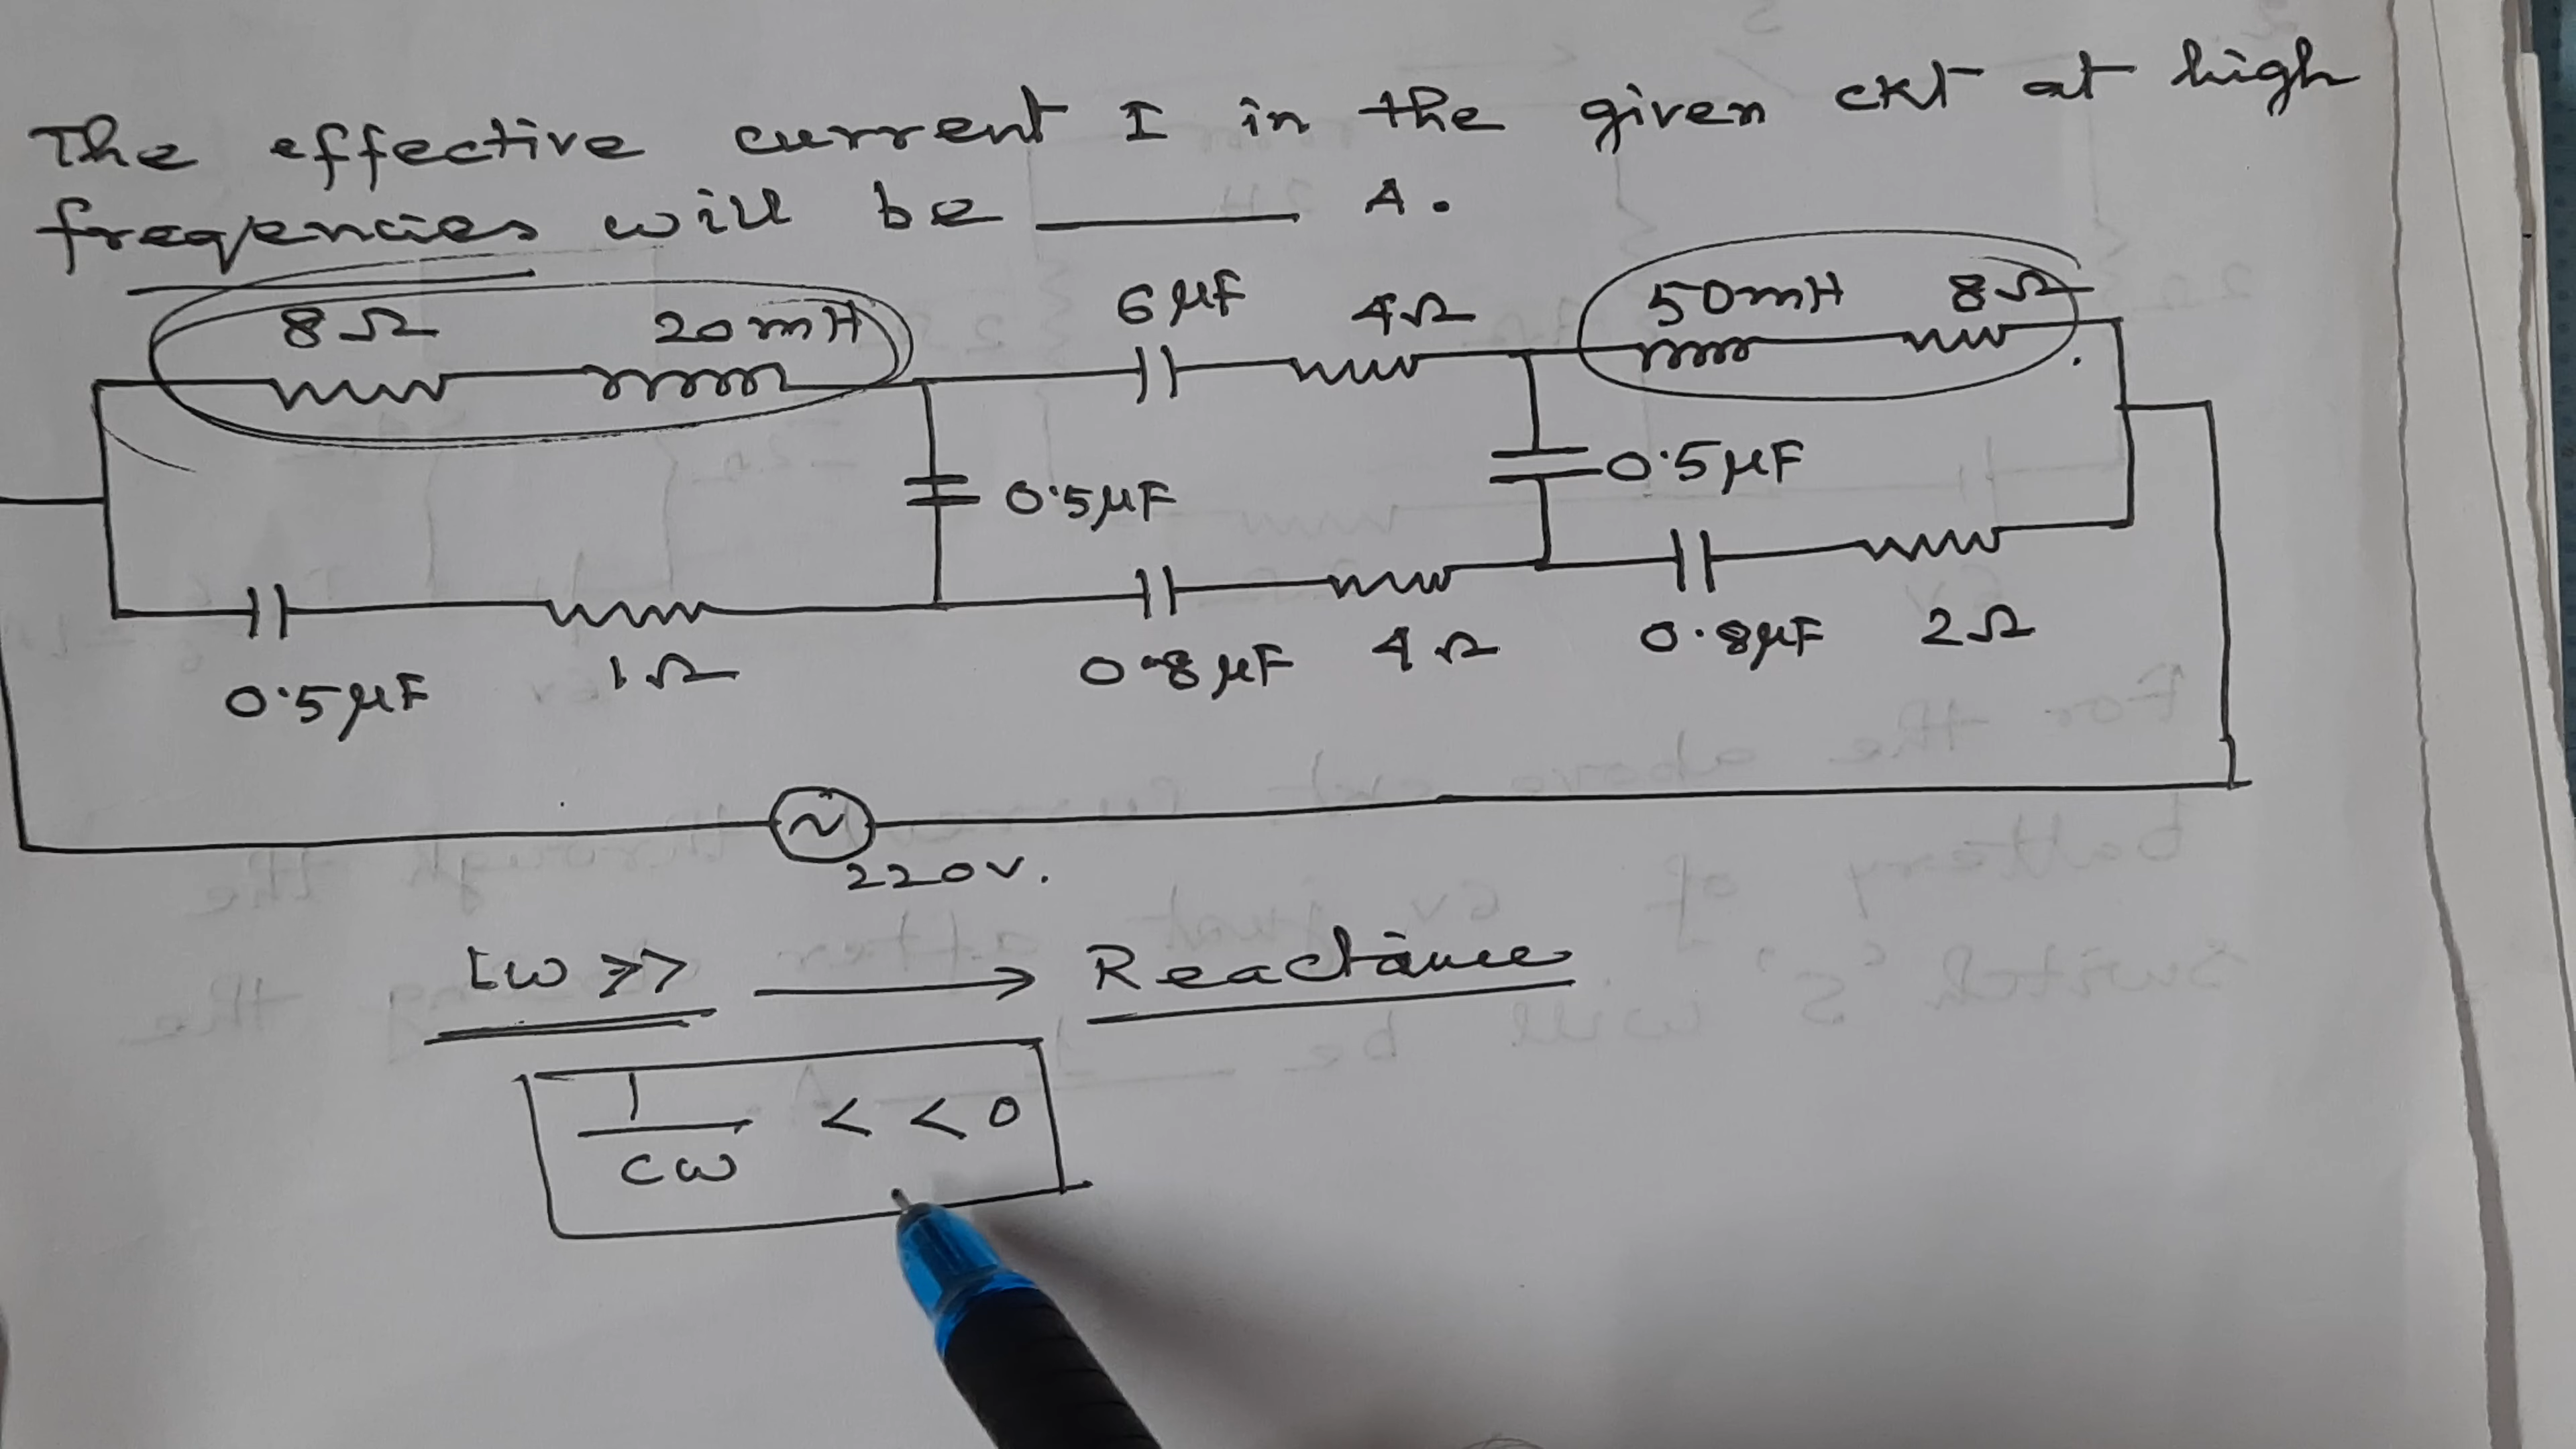 The effective current I in the given ckt at high
freqencies will be ______ A.
8Ω 20mH 6μF 4Ω 50mH 8Ω
0.5μF 0.5μF
0.5μF 1Ω 0.8μF 4Ω 0.8μF 2Ω
~
220V.
Lω >> → Reactance
1/cω < < 0